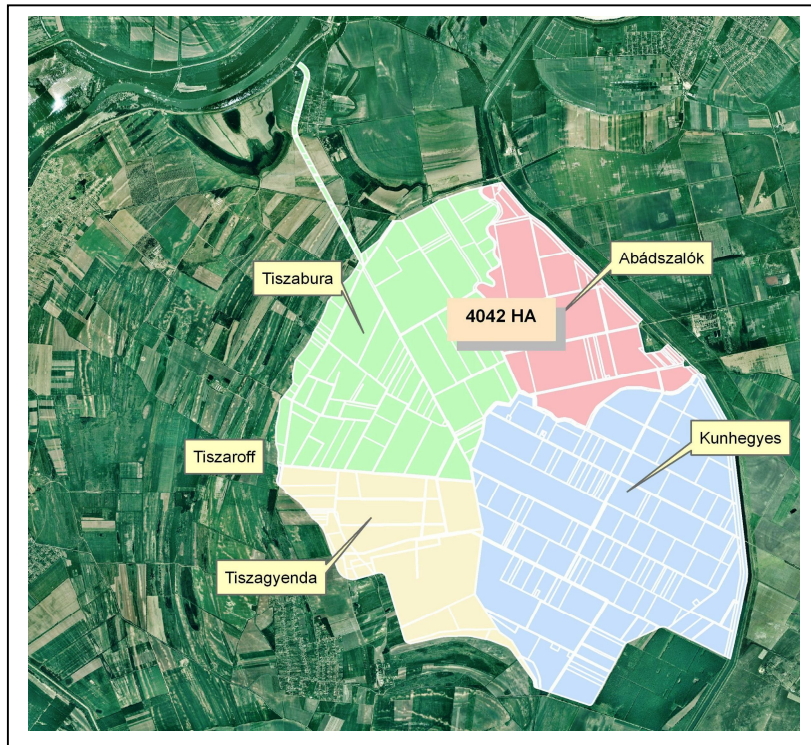 Abádszalók
Tiszabura
4042 HA
Kunhegyes
Tiszaroff
Tiszagyenda